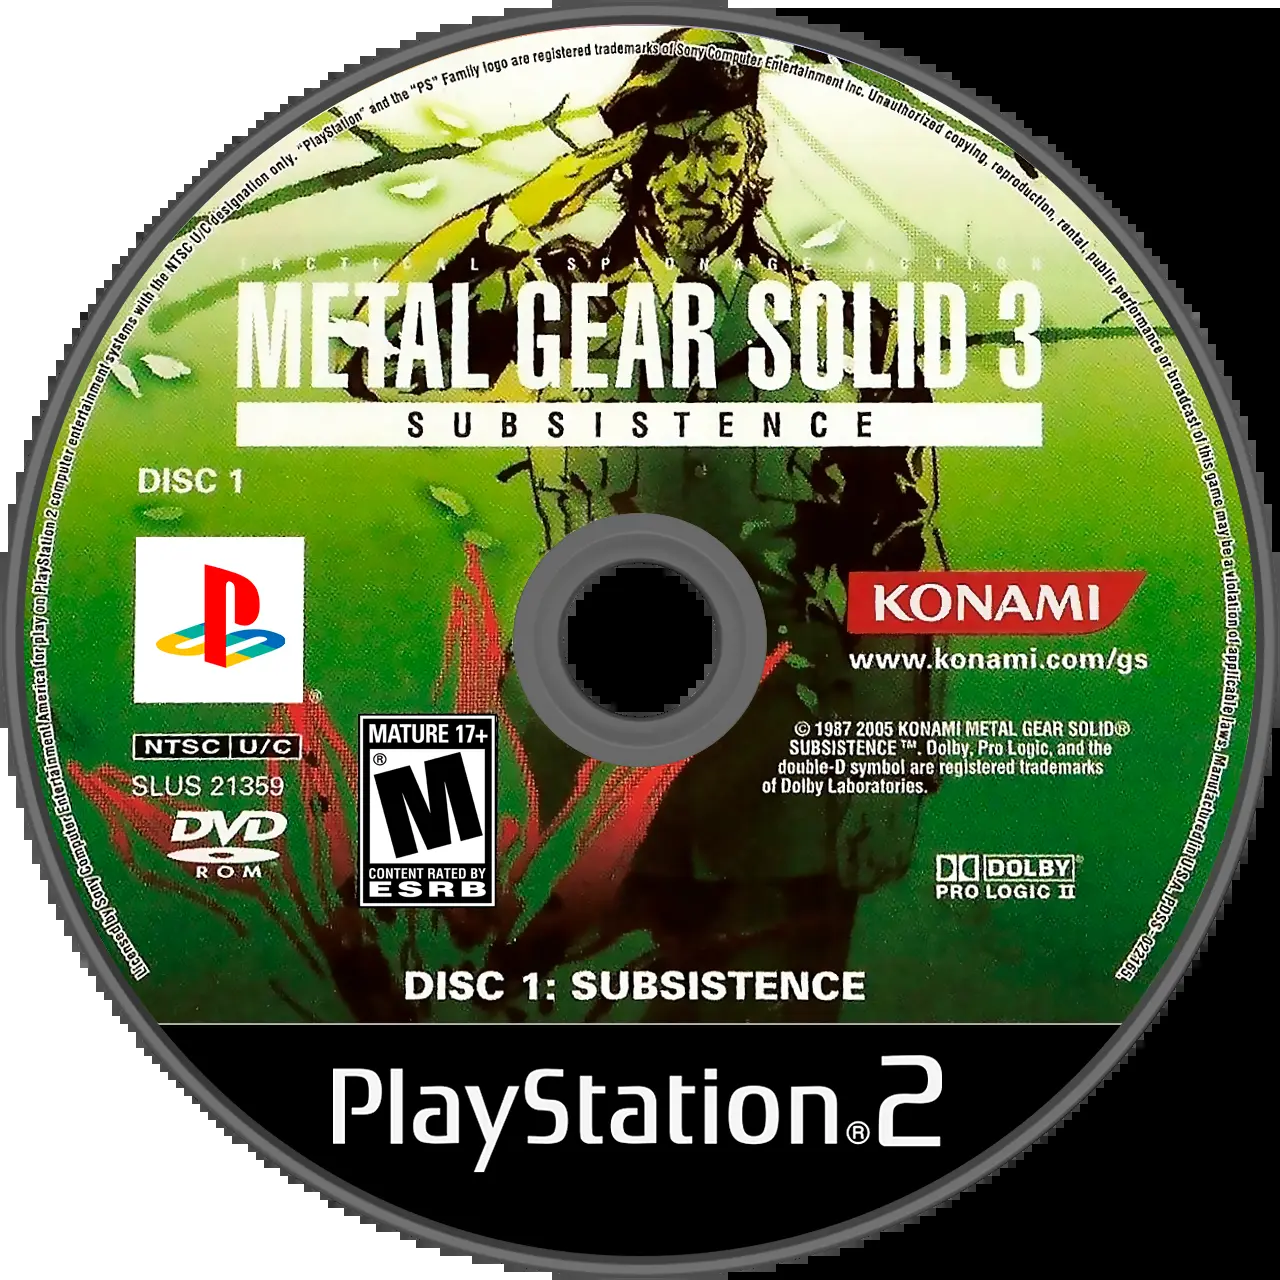 Licensed by Sony Computer Entertainment America for play on PlayStation 2 computer entertainment systems with the NTSC U/C designation only. "PlayStation" and the "PS" Family logo are registered trademarks of Sony Computer Entertainment Inc. Unauthorized copying, reproduction, rental, public performance or broadcast of this game may be a violation of applicable laws. Manufactured in U.S.A.
TACTICAL ESPIONAGE ACTION
METAL GEAR SOLID 3
SUBSISTENCE
DISC 1
®
NTSC U/C
SLUS 21359
DVD
ROM
MATURE 17+
®
M
CONTENT RATED BY
ESRB
KONAMI
www.konami.com/gs
© 1987 2005 KONAMI METAL GEAR SOLID®
SUBSISTENCE ™. Dolby, Pro Logic, and the
double-D symbol are registered trademarks
of Dolby Laboratories.
DOLBY®
PRO LOGIC II
DISC 1: SUBSISTENCE
PlayStation®2